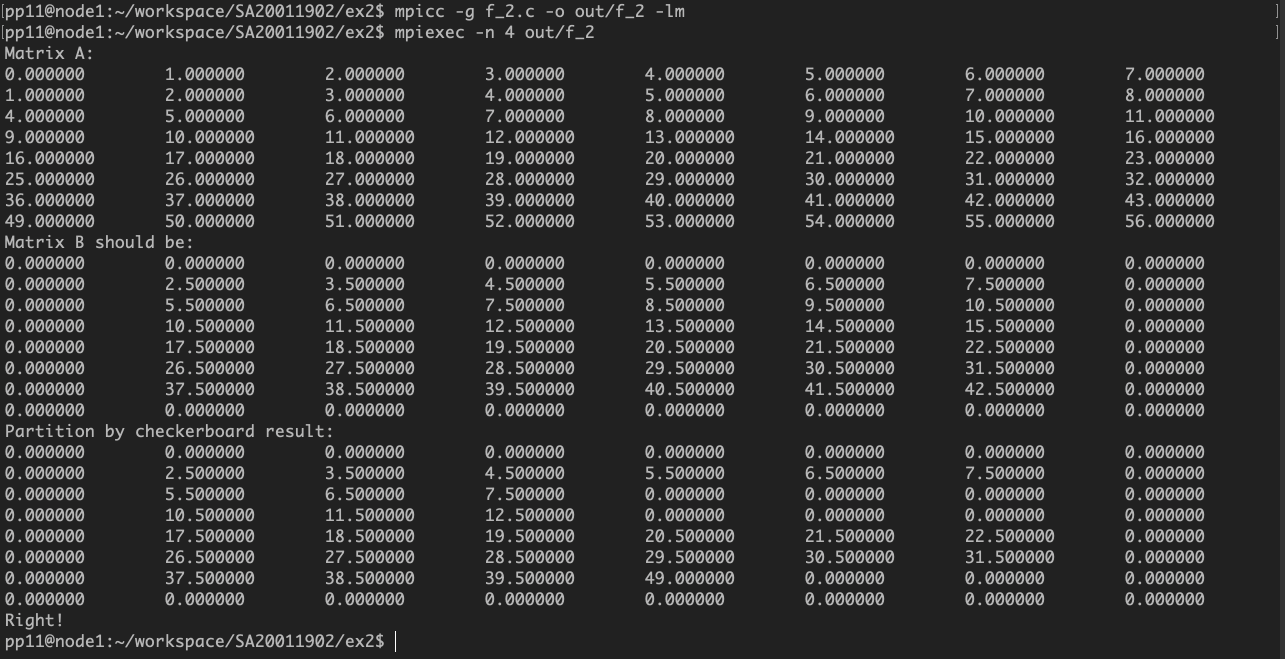 [pp11@node1:~/workspace/SA20011902/ex2$ mpicc -g f_2.c -o out/f_2 -lm ]
[pp11@node1:~/workspace/SA20011902/ex2$ mpiexec -n 4 out/f_2 ]
Matrix A:
0.000000 1.000000 2.000000 3.000000 4.000000 5.000000 6.000000 7.000000
1.000000 2.000000 3.000000 4.000000 5.000000 6.000000 7.000000 8.000000
4.000000 5.000000 6.000000 7.000000 8.000000 9.000000 10.000000 11.000000
9.000000 10.000000 11.000000 12.000000 13.000000 14.000000 15.000000 16.000000
16.000000 17.000000 18.000000 19.000000 20.000000 21.000000 22.000000 23.000000
25.000000 26.000000 27.000000 28.000000 29.000000 30.000000 31.000000 32.000000
36.000000 37.000000 38.000000 39.000000 40.000000 41.000000 42.000000 43.000000
49.000000 50.000000 51.000000 52.000000 53.000000 54.000000 55.000000 56.000000
Matrix B should be:
0.000000 0.000000 0.000000 0.000000 0.000000 0.000000 0.000000 0.000000
0.000000 2.500000 3.500000 4.500000 5.500000 6.500000 7.500000 0.000000
0.000000 5.500000 6.500000 7.500000 8.500000 9.500000 10.500000 0.000000
0.000000 10.500000 11.500000 12.500000 13.500000 14.500000 15.500000 0.000000
0.000000 17.500000 18.500000 19.500000 20.500000 21.500000 22.500000 0.000000
0.000000 26.500000 27.500000 28.500000 29.500000 30.500000 31.500000 0.000000
0.000000 37.500000 38.500000 39.500000 40.500000 41.500000 42.500000 0.000000
0.000000 0.000000 0.000000 0.000000 0.000000 0.000000 0.000000 0.000000
Partition by checkerboard result:
0.000000 0.000000 0.000000 0.000000 0.000000 0.000000 0.000000 0.000000
0.000000 2.500000 3.500000 4.500000 5.500000 6.500000 7.500000 0.000000
0.000000 5.500000 6.500000 7.500000 0.000000 0.000000 0.000000 0.000000
0.000000 10.500000 11.500000 12.500000 0.000000 0.000000 0.000000 0.000000
0.000000 17.500000 18.500000 19.500000 20.500000 21.500000 22.500000 0.000000
0.000000 26.500000 27.500000 28.500000 29.500000 30.500000 31.500000 0.000000
0.000000 37.500000 38.500000 39.500000 49.000000 0.000000 0.000000 0.000000
0.000000 0.000000 0.000000 0.000000 0.000000 0.000000 0.000000 0.000000
Right!
pp11@node1:~/workspace/SA20011902/ex2$